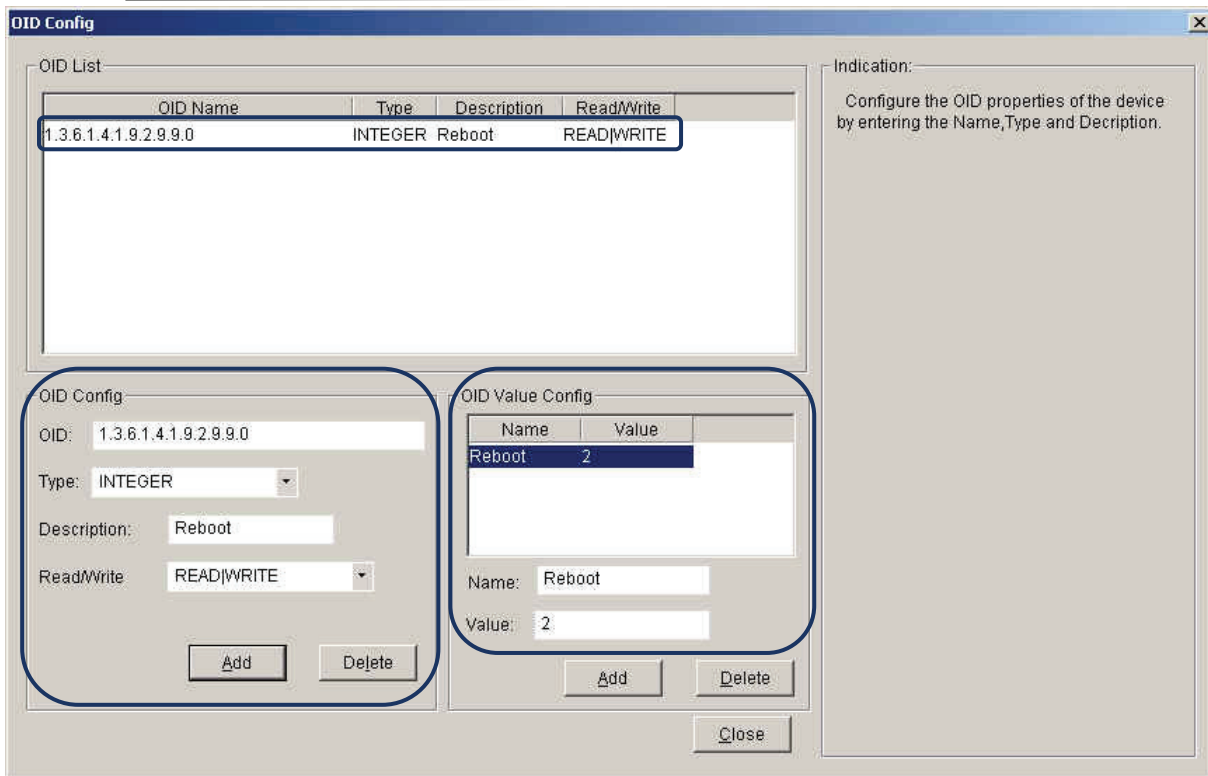 OID Config
OID List
OID Name Type Description Read/Write
1.3.6.1.4.1.9.2.9.9.0 INTEGER Reboot READ|WRITE
Indication:
Configure the OID properties of the device
by entering the Name,Type and Decription.
OID Config
OID: 1.3.6.1.4.1.9.2.9.9.0
Type: INTEGER
Description: Reboot
Read/Write READ|WRITE
Add Delete
OID Value Config
Name Value
Reboot 2
Name: Reboot
Value: 2
Add Delete
Close